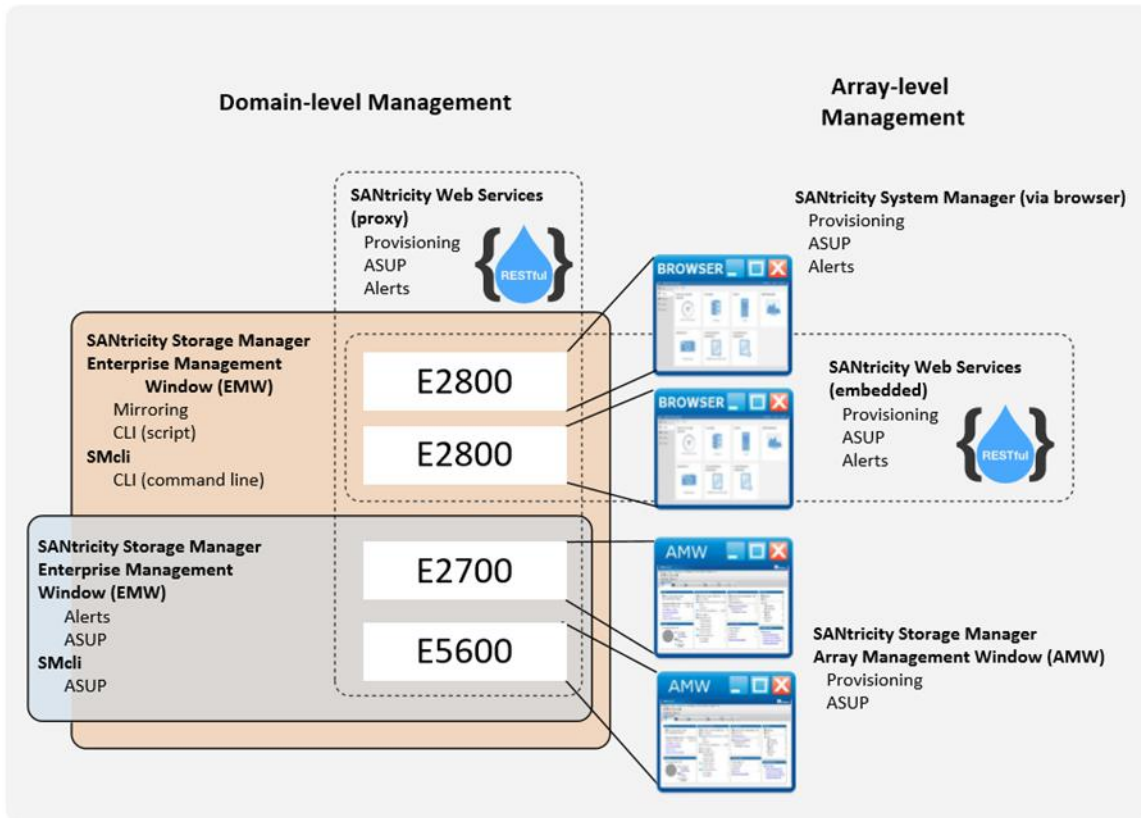 Domain-level Management
Array-level
Management
SANtricity Web Services
(proxy)
Provisioning
ASUP
Alerts
{ RESTful }
SANtricity System Manager (via browser)
Provisioning
ASUP
Alerts
BROWSER
SANtricity Storage Manager
Enterprise Management
Window (EMW)
Mirroring
CLI (script)
SMcli
CLI (command line)
E2800
E2800
BROWSER
SANtricity Web Services
(embedded)
Provisioning
ASUP
Alerts
{ RESTful }
SANtricity Storage Manager
Enterprise Management
Window (EMW)
Alerts
ASUP
SMcli
ASUP
E2700
E5600
AMW
AMW
SANtricity Storage Manager
Array Management Window (AMW)
Provisioning
ASUP